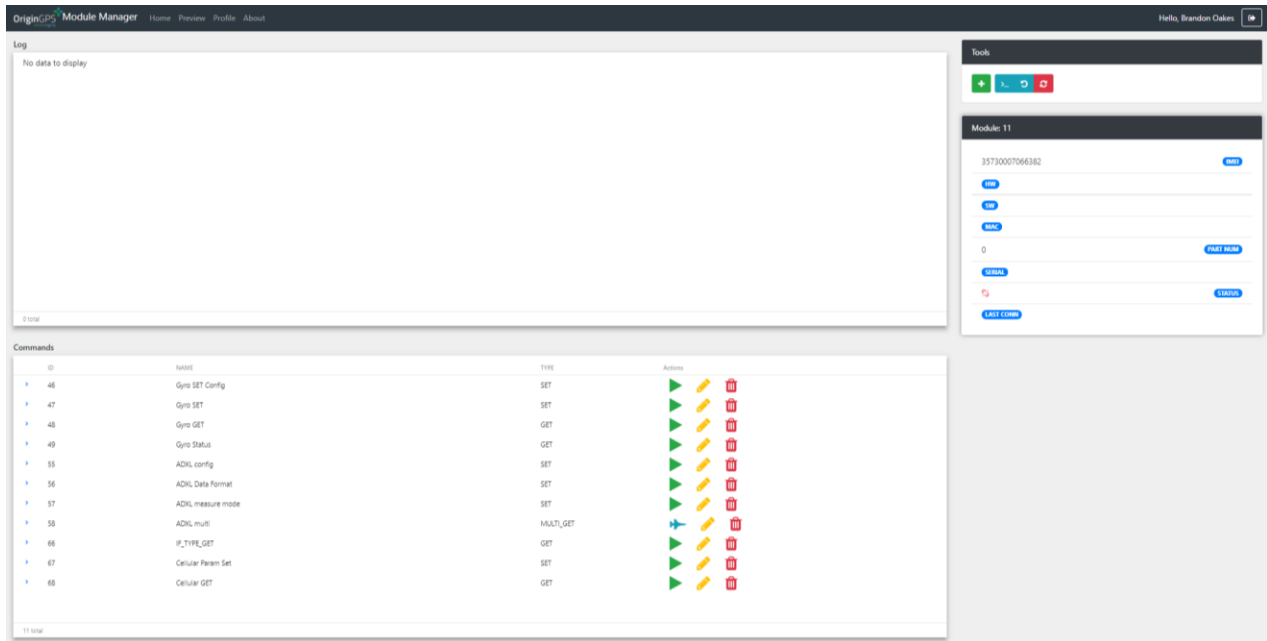 OriginGPS Module Manager Home Preview Profile About Hello, Brandon Oakes
Log
No data to display
0 total
Commands
ID NAME TYPE Actions
46 Gyro SET Config SET
47 Gyro SET SET
48 Gyro GET GET
49 Gyro Status GET
55 ADXL config SET
56 ADXL Data Format SET
57 ADXL measure mode SET
58 ADXL multi MULTI_GET
66 IP_TYPE_GET GET
67 Cellular Param Set SET
68 Cellular GET GET
11 total
Tools
Module: 11
35730007066382 IMEI
HW
SW
MAC
0 PART NUM
SERIAL
STATUS
LAST CONN